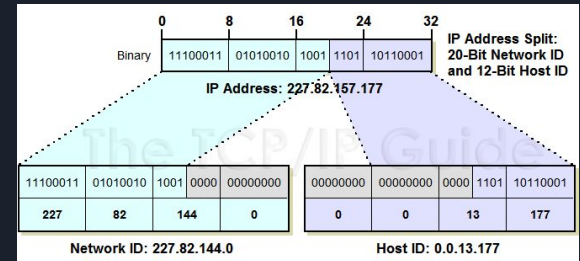 0 8 16 24 32
IP Address Split:
20-Bit Network ID
and 12-Bit Host ID
Binary 11100011 01010010 1001 1101 10110001
IP Address: 227.82.157.177
The TCP/IP Guide
11100011 01010010 1001 0000 00000000
227 82 144 0
Network ID: 227.82.144.0
00000000 00000000 0000 1101 10110001
0 0 13 177
Host ID: 0.0.13.177